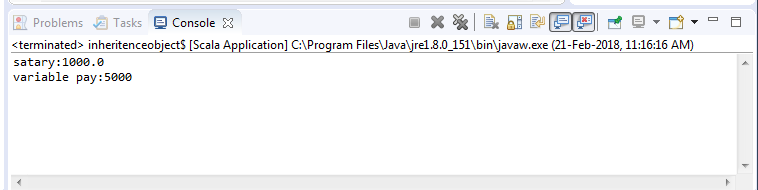 Problems Tasks Console
<terminated> inheritenceobject$ [Scala Application] C:\Program Files\Java\jre1.8.0_151\bin\javaw.exe (21-Feb-2018, 11:16:16 AM)
satary:1000.0
variable pay:5000